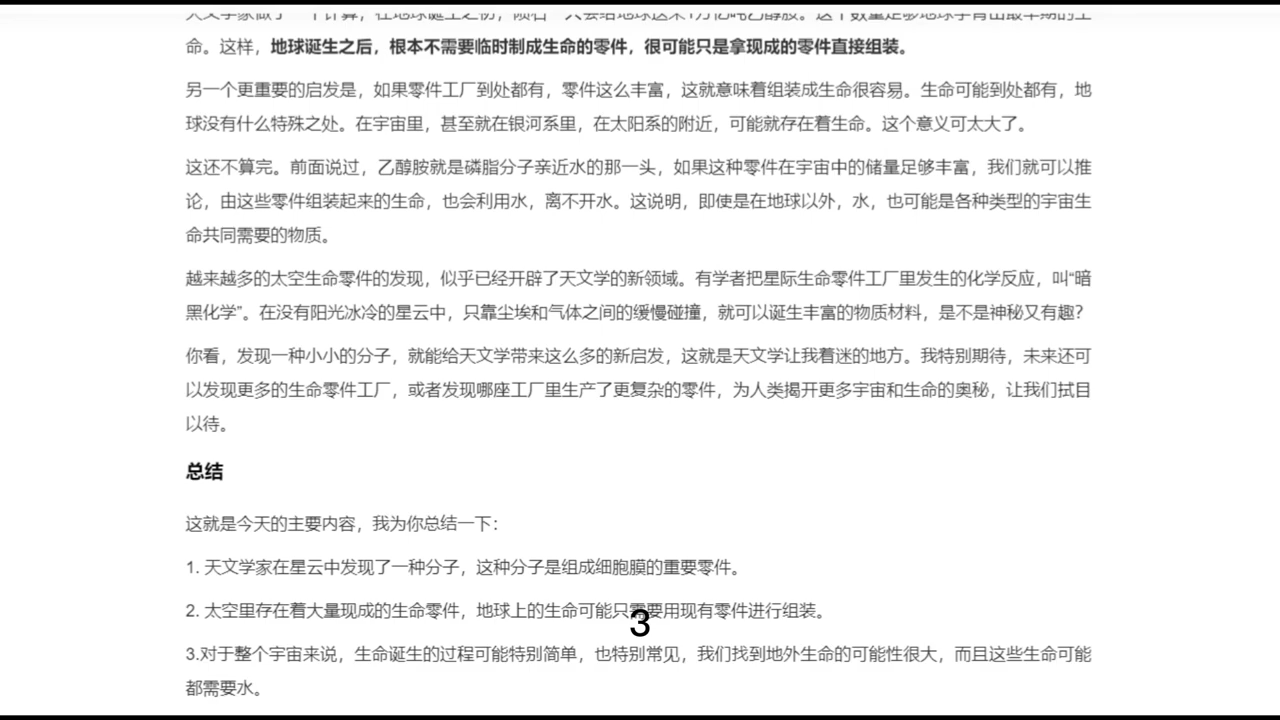 命。这样，地球诞生之后，根本不需要临时制成生命的零件，很可能只是拿现成的零件直接组装。
另一个更重要的启发是，如果零件工厂到处都有，零件这么丰富，这就意味着组装成生命很容易。生命可能到处都有，地
球没有什么特殊之处。在宇宙里，甚至就在银河系里，在太阳系的附近，可能就存在着生命。这个意义可太大了。
这还不算完。前面说过，乙醇胺就是磷脂分子亲近水的那一头，如果这种零件在宇宙中的储量足够丰富，我们就可以推
论，由这些零件组装起来的生命，也会利用水，离不开水。这说明，即使是在地球以外，水，也可能是各种类型的宇宙生
命共同需要的物质。
越来越多的太空生命零件的发现，似乎已经开辟了天文学的新领域。有学者把星际生命零件工厂里发生的化学反应，叫“暗
黑化学”。在没有阳光冰冷的星云中，只靠尘埃和气体之间的缓慢碰撞，就可以诞生丰富的物质材料，是不是神秘又有趣？
你看，发现一种小小的分子，就能给天文学带来这么多的新启发，这就是天文学让我着迷的地方。我特别期待，未来还可
以发现更多的生命零件工厂，或者发现哪座工厂里生产了更复杂的零件，为人类揭开更多宇宙和生命的奥秘，让我们拭目
以待。
总结
这就是今天的主要内容，我为你总结一下：
1. 天文学家在星云中发现了一种分子，这种分子是组成细胞膜的重要零件。
2. 太空里存在着大量现成的生命零件，地球上的生命可能只需要用现有零件进行组装。
3
3.对于整个宇宙来说，生命诞生的过程可能特别简单，也特别常见，我们找到地外生命的可能性很大，而且这些生命可能
都需要水。